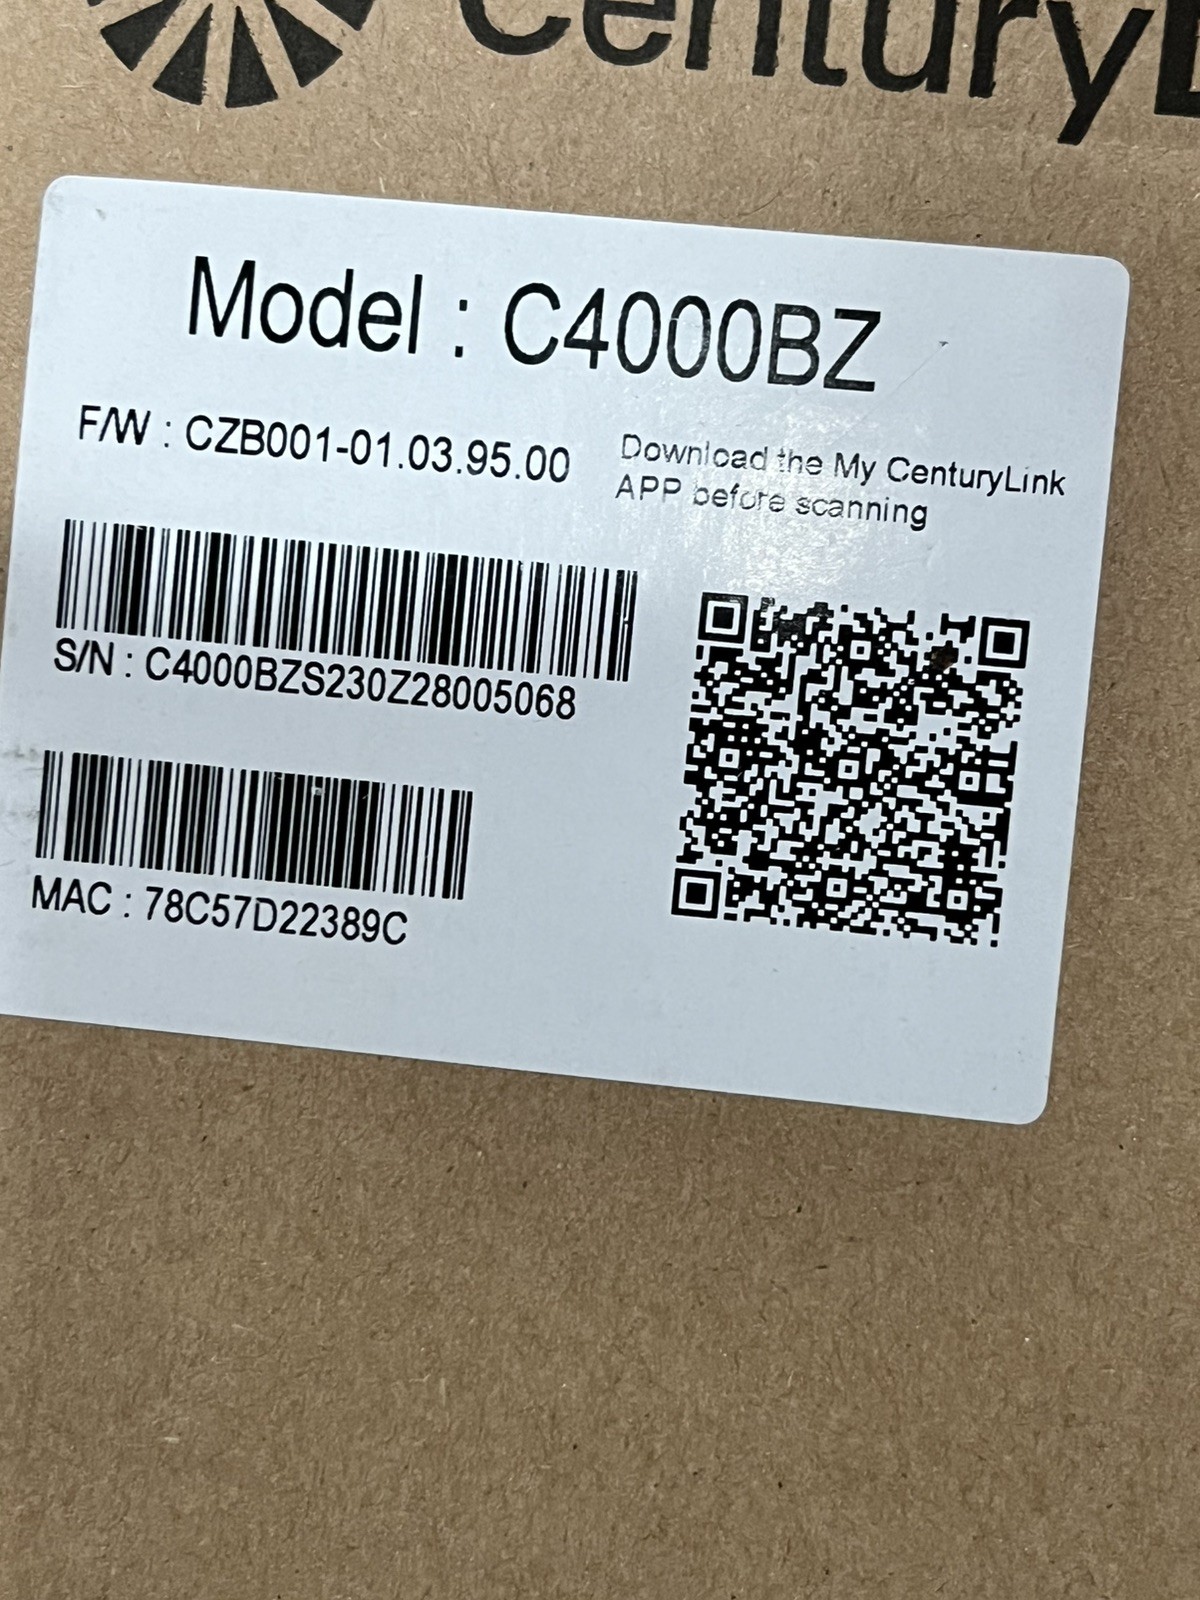 CenturyL
Model : C4000BZ
F/W : CZB001-01.03.95.00
Download the My CenturyLink
APP before scanning
S/N : C4000BZS230Z28005068
MAC : 78C57D22389C